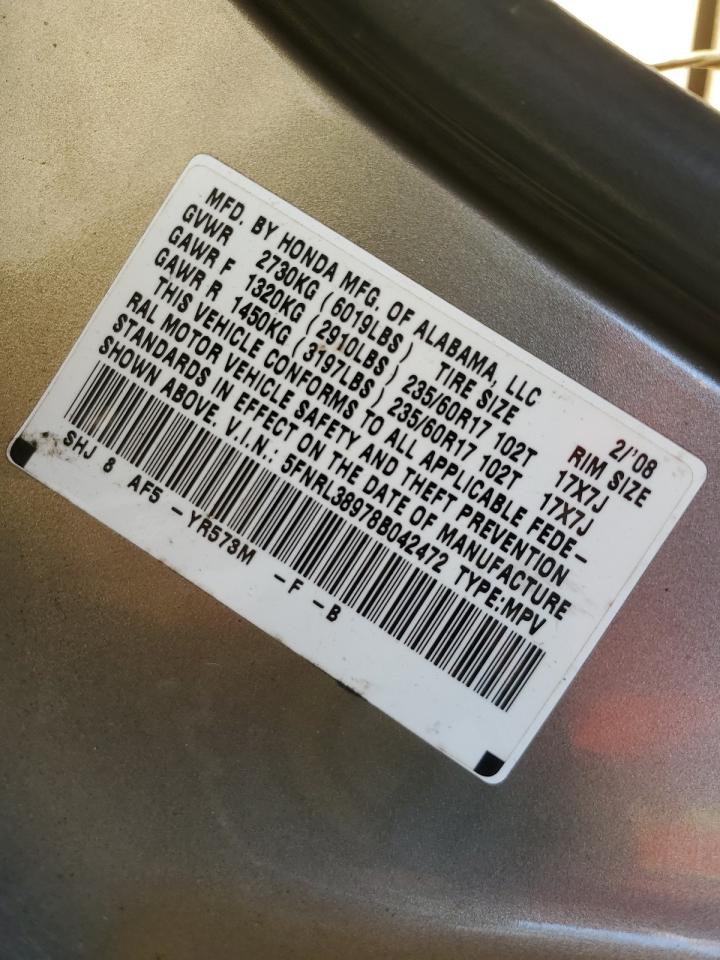 MFD. BY HONDA MFG. OF ALABAMA, LLC 2/'08
GVWR 2730KG (6019LBS) TIRE SIZE RIM SIZE
GAWR F 1320KG (2910LBS) 235/60R17 102T 17X7J
GAWR R 1450KG (3197LBS) 235/60R17 102T 17X7J
THIS VEHICLE CONFORMS TO ALL APPLICABLE FEDE-
RAL MOTOR VEHICLE SAFETY AND THEFT PREVENTION
STANDARDS IN EFFECT ON THE DATE OF MANUFACTURE
SHOWN ABOVE. V.I.N.: 5FNRL38978B042472 TYPE:MPV
SHJ 8 AF5 - YR573M - F - B